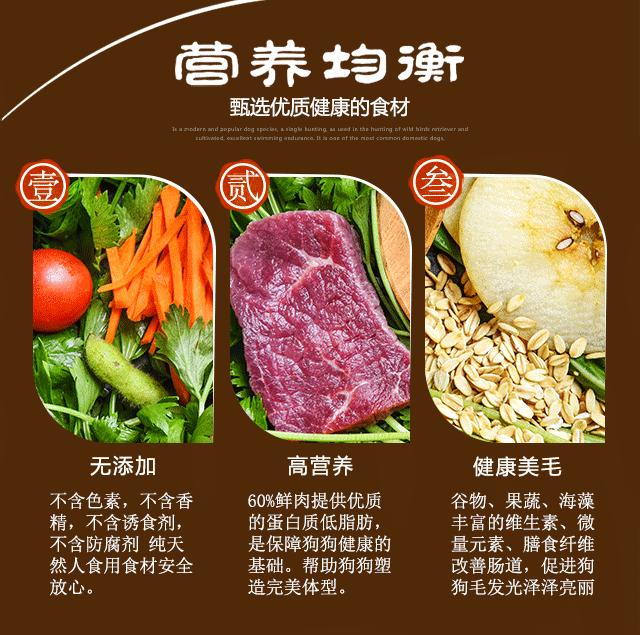 营养均衡
甄选优质健康的食材
Is a modern and popular dog species, a single hunting, as used in the hunting of wild birds retriever and
cultivated, excellent swimming endurance. It is one of the most common domestic dogs.
壹
贰
叁
无添加
不含色素，不含香
精，不含诱食剂，
不含防腐剂 纯天
然人食用食材安全
放心。
高营养
60%鲜肉提供优质
的蛋白质低脂肪，
是保障狗狗健康的
基础。帮助狗狗塑
造完美体型。
健康美毛
谷物、果蔬、海藻
丰富的维生素、微
量元素、膳食纤维
改善肠道，促进狗
狗毛发光泽泽亮丽